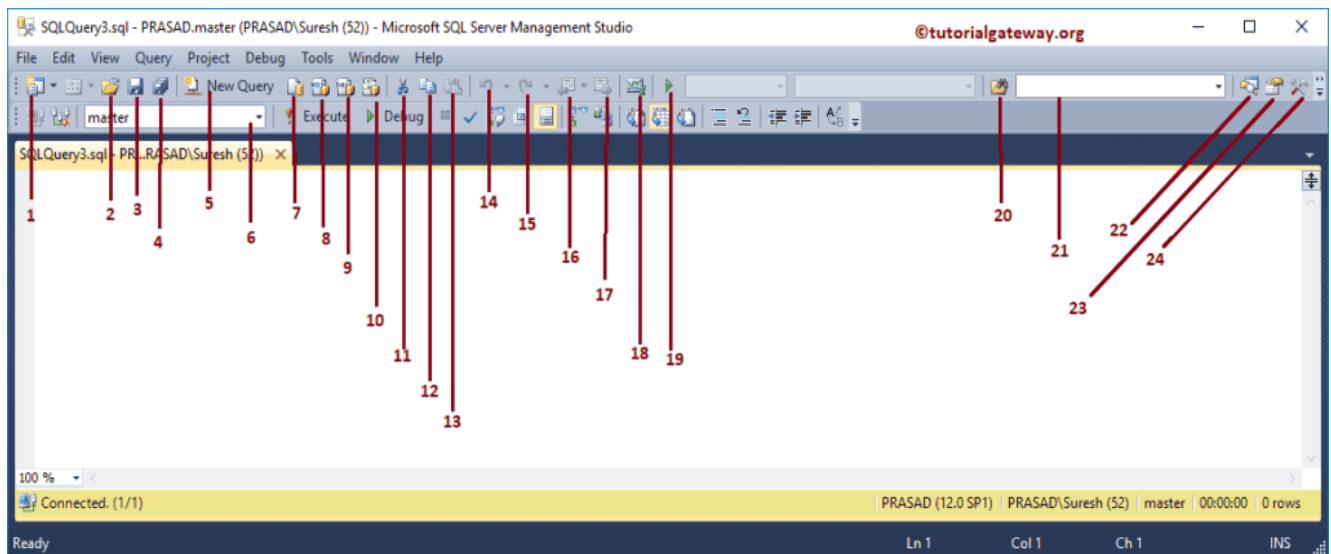 SQLQuery3.sql - PRASAD.master (PRASAD\Suresh (52)) - Microsoft SQL Server Management Studio
©tutorialgateway.org
File Edit View Query Project Debug Tools Window Help
New Query
master
Execute
Debug
SQLQuery3.sql - PR...RASAD\Suresh (52))
1
2
3
4
5
6
7
8
9
10
11
12
13
14
15
16
17
18
19
20
21
22
23
24
100 %
Connected. (1/1)
PRASAD (12.0 SP1) PRASAD\Suresh (52) master 00:00:00 0 rows
Ready
Ln 1 Col 1 Ch 1 INS